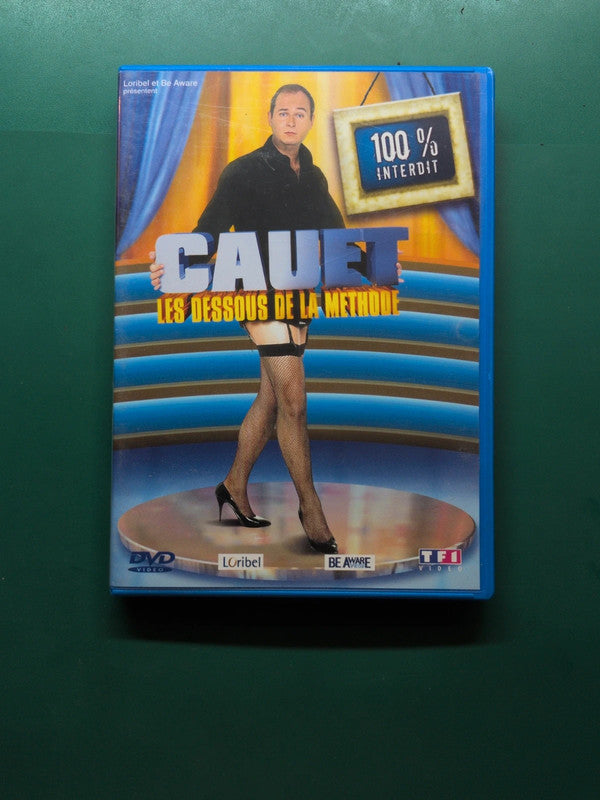 Loribel et Be Aware
présentent
100 %
INTERDIT
CAUET
LES DESSOUS DE LA METHODE
DVD
VIDEO
LOribel
BE AWARE
TF1
VIDEO